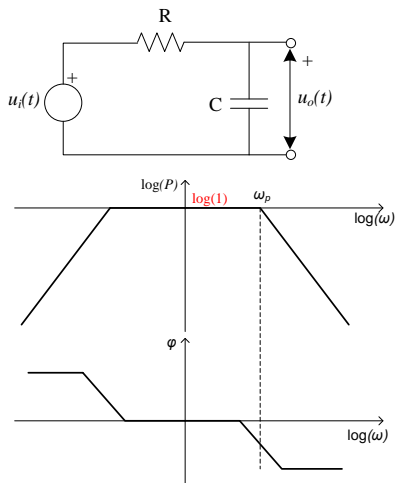 R
+
uᵢ(t)
C
+
uₒ(t)
log(P)
log(1)
ωₚ
log(ω)
φ
log(ω)